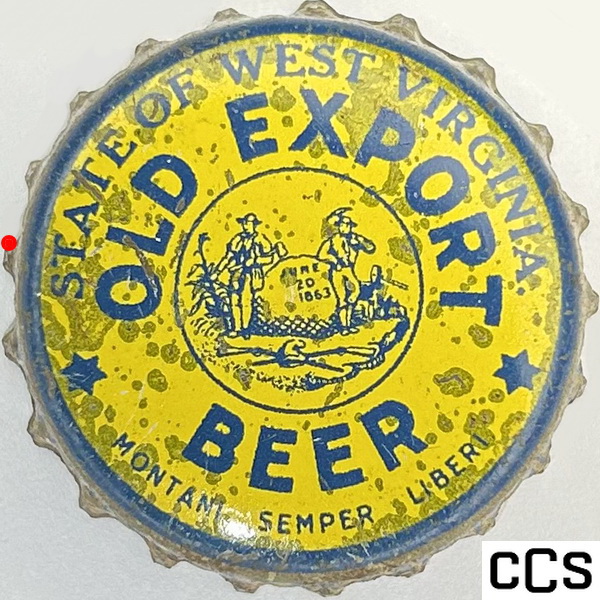 STATE OF WEST VIRGINIA.
OLD EXPORT
JUNE
20
1863
BEER
MONTANI SEMPER LIBERI
CCS